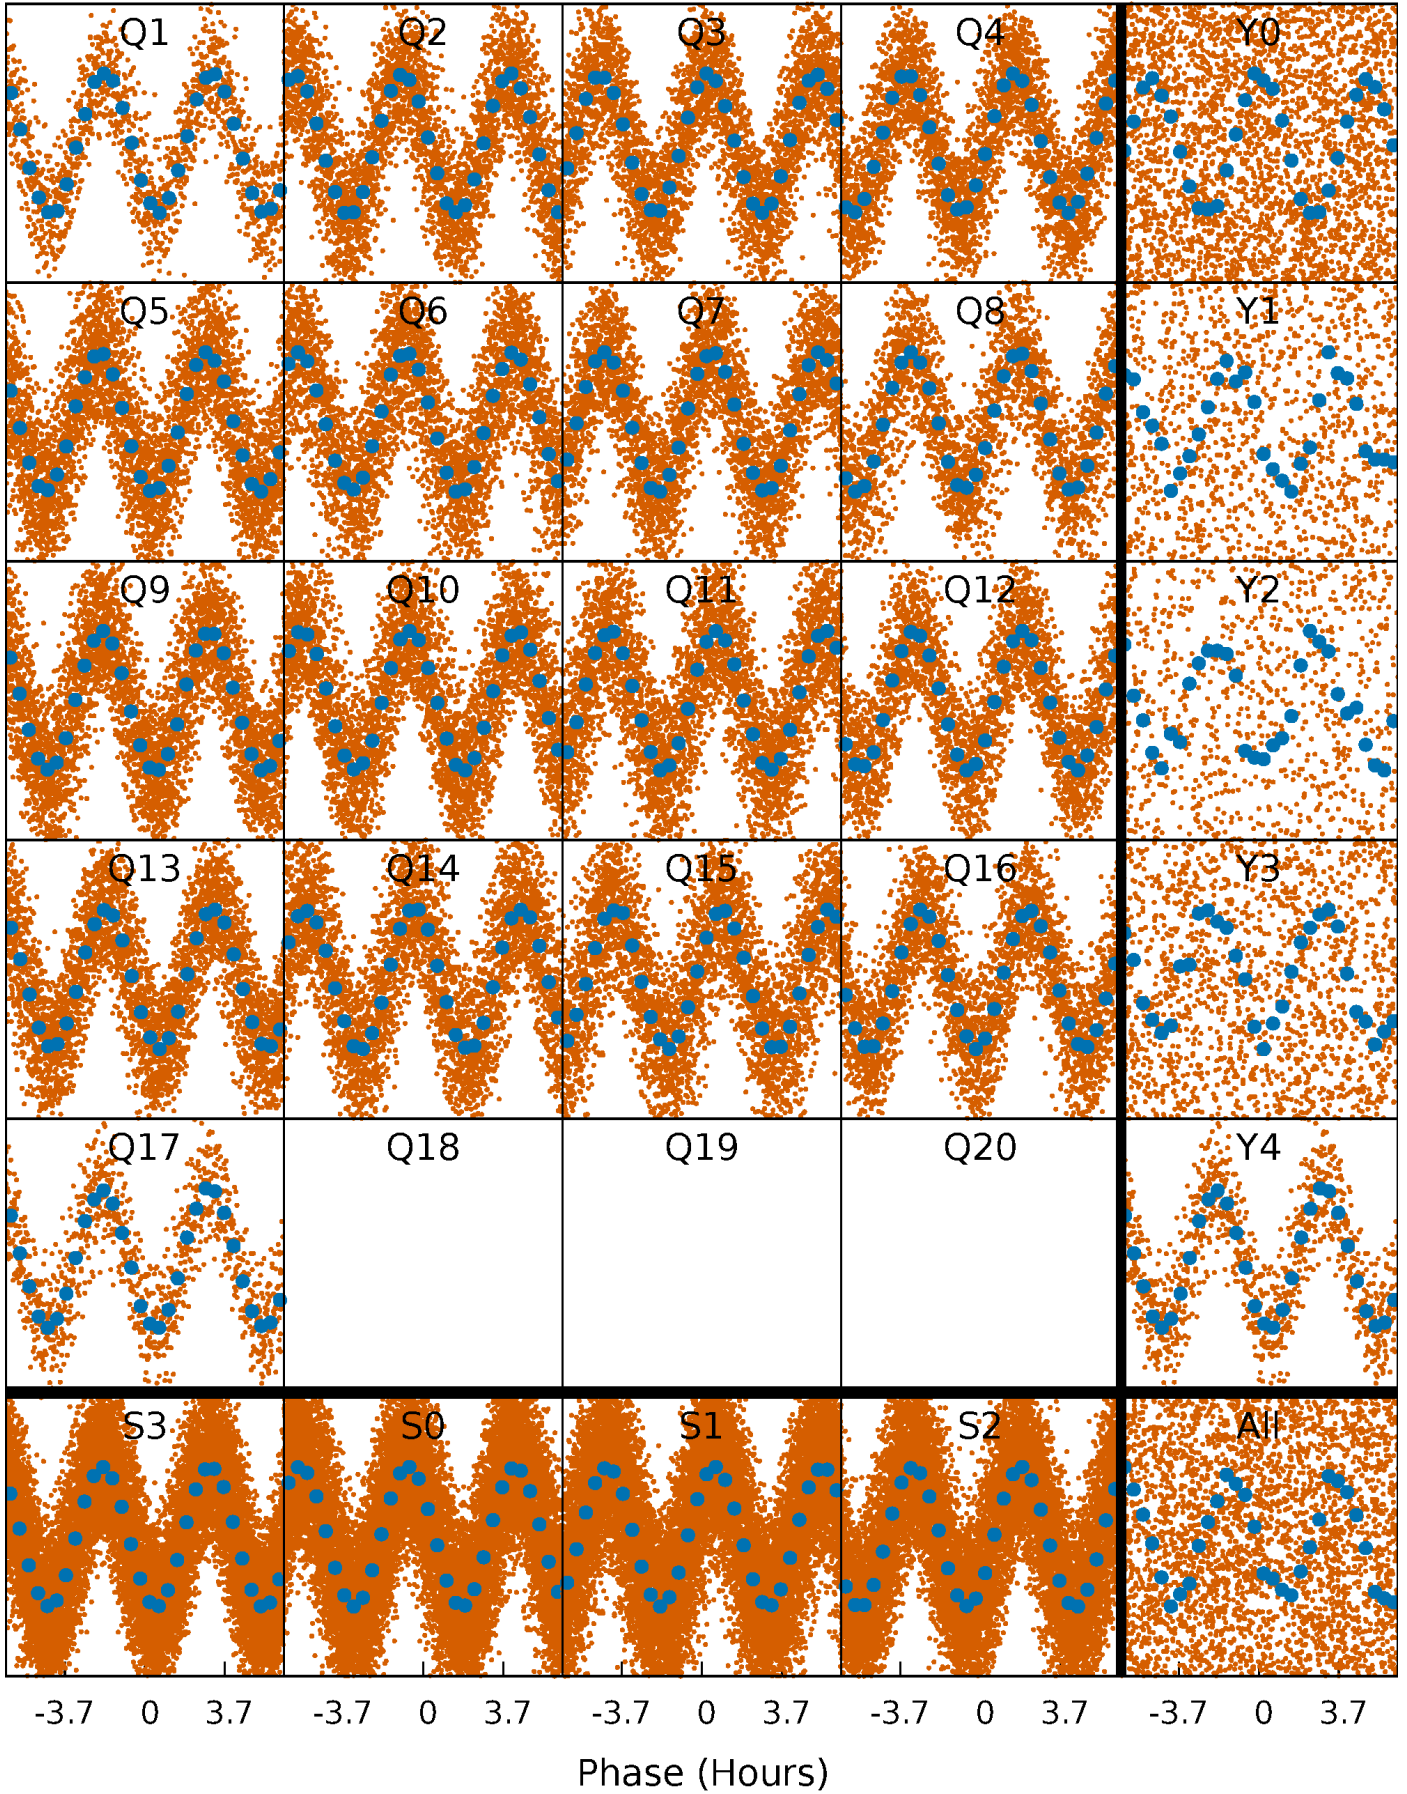 Q1 Q2 Q3 Q4 Y0
Q5 Q6 Q7 Q8 Y1
Q9 Q10 Q11 Q12 Y2
Q13 Q14 Q15 Q16 Y3
Q17 Q18 Q19 Q20 Y4
S3 S0 S1 S2 All
-3.7 0 3.7 -3.7 0 3.7 -3.7 0 3.7 -3.7 0 3.7 -3.7 0 3.7
Phase (Hours)